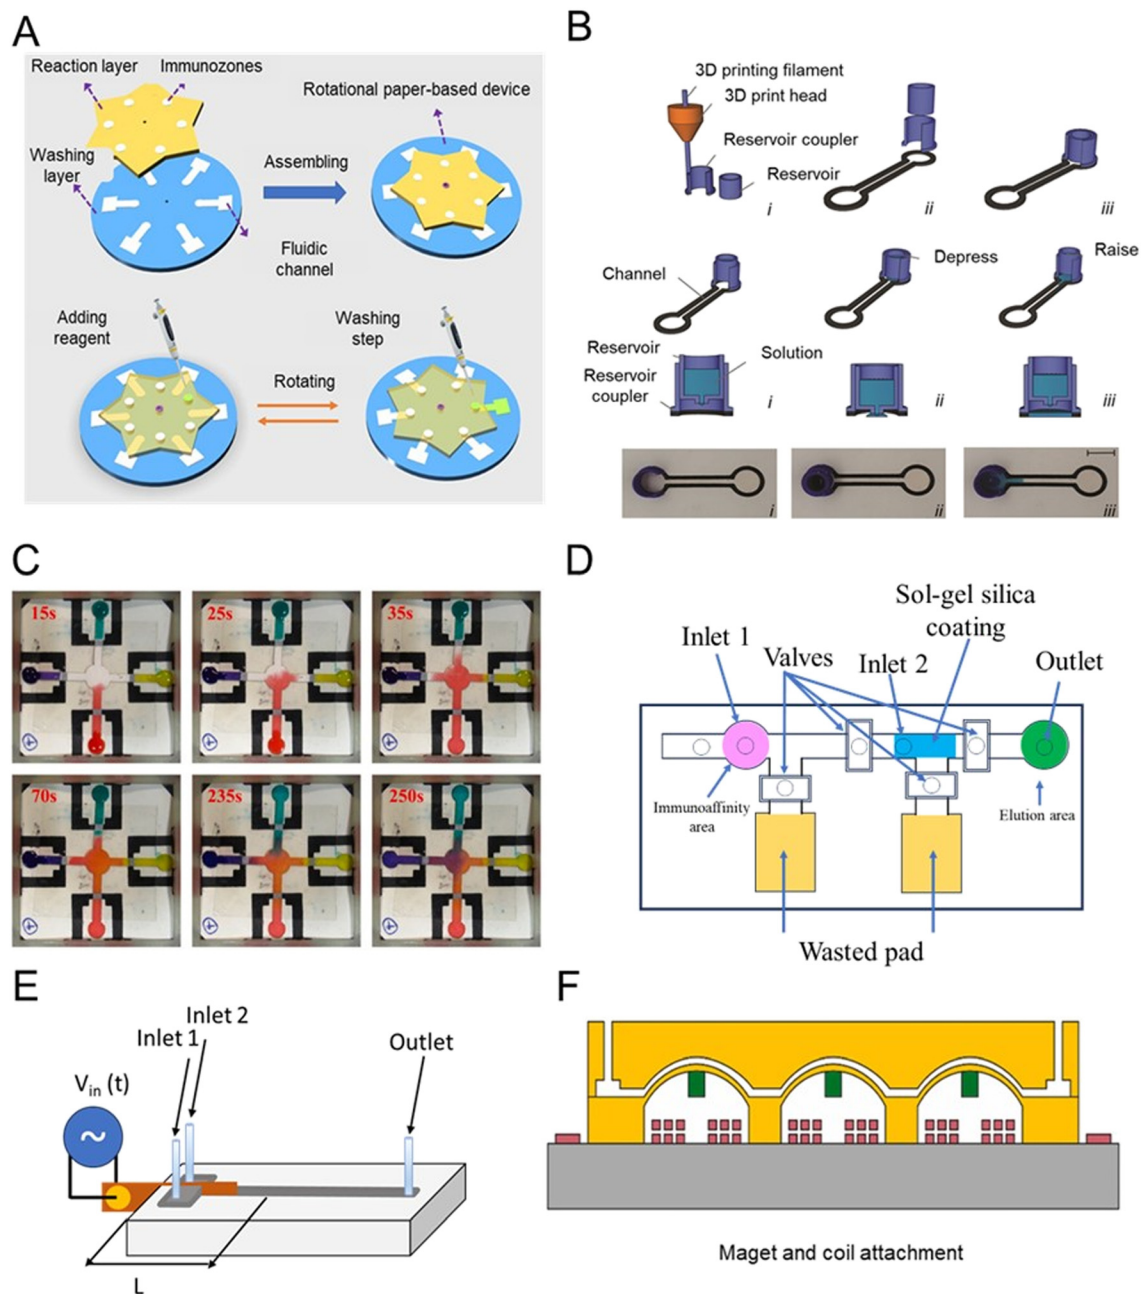 A
Reaction layer
Immunozones
Rotational paper-based device
Washing
layer
Assembling
Fluidic
channel
Adding
reagent
Washing
step
Rotating
B
3D printing filament
3D print head
Reservoir coupler
Reservoir
i
ii
iii
Channel
Depress
Raise
Reservoir
Reservoir
coupler
Solution
i
ii
iii
i
ii
iii
C
15s
25s
35s
70s
235s
250s
D
Sol-gel silica
coating
Inlet 1
Valves
Inlet 2
Outlet
Immunoaffinity
area
Elution area
Wasted pad
E
Inlet 2
Inlet 1
Outlet
Vin (t)
L
F
Maget and coil attachment